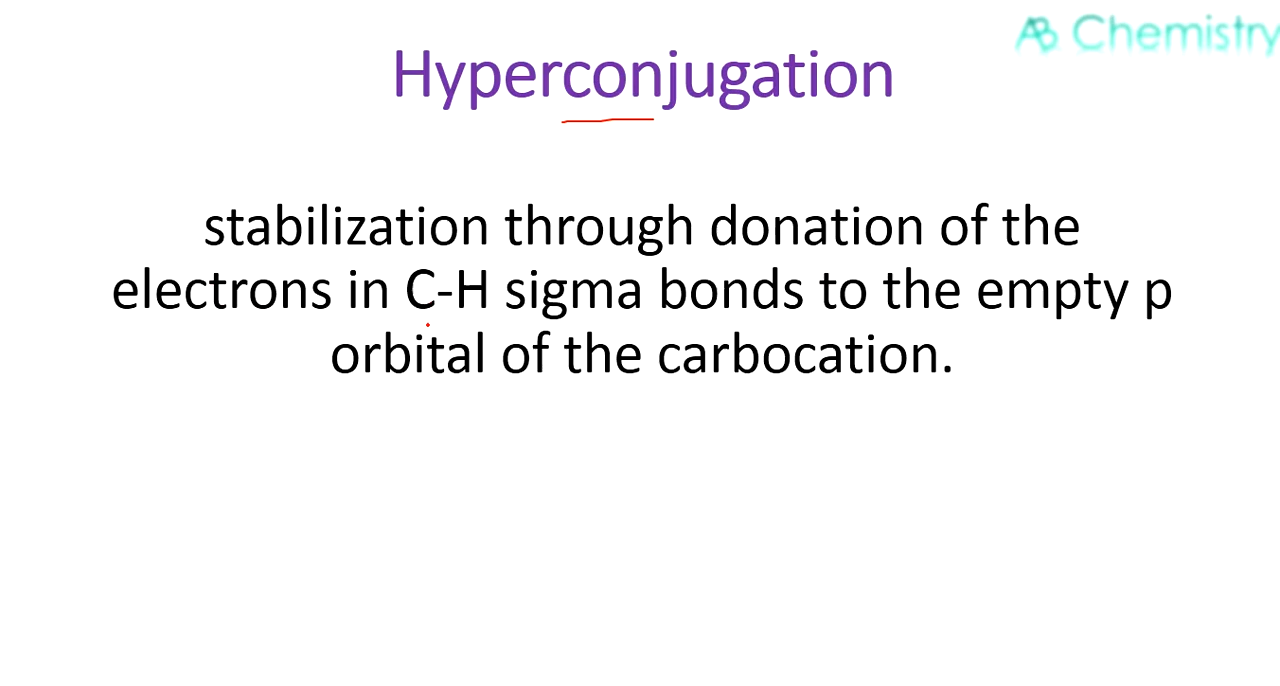 AB Chemistry
Hyperconjugation
stabilization through donation of the
electrons in C-H sigma bonds to the empty p
orbital of the carbocation.